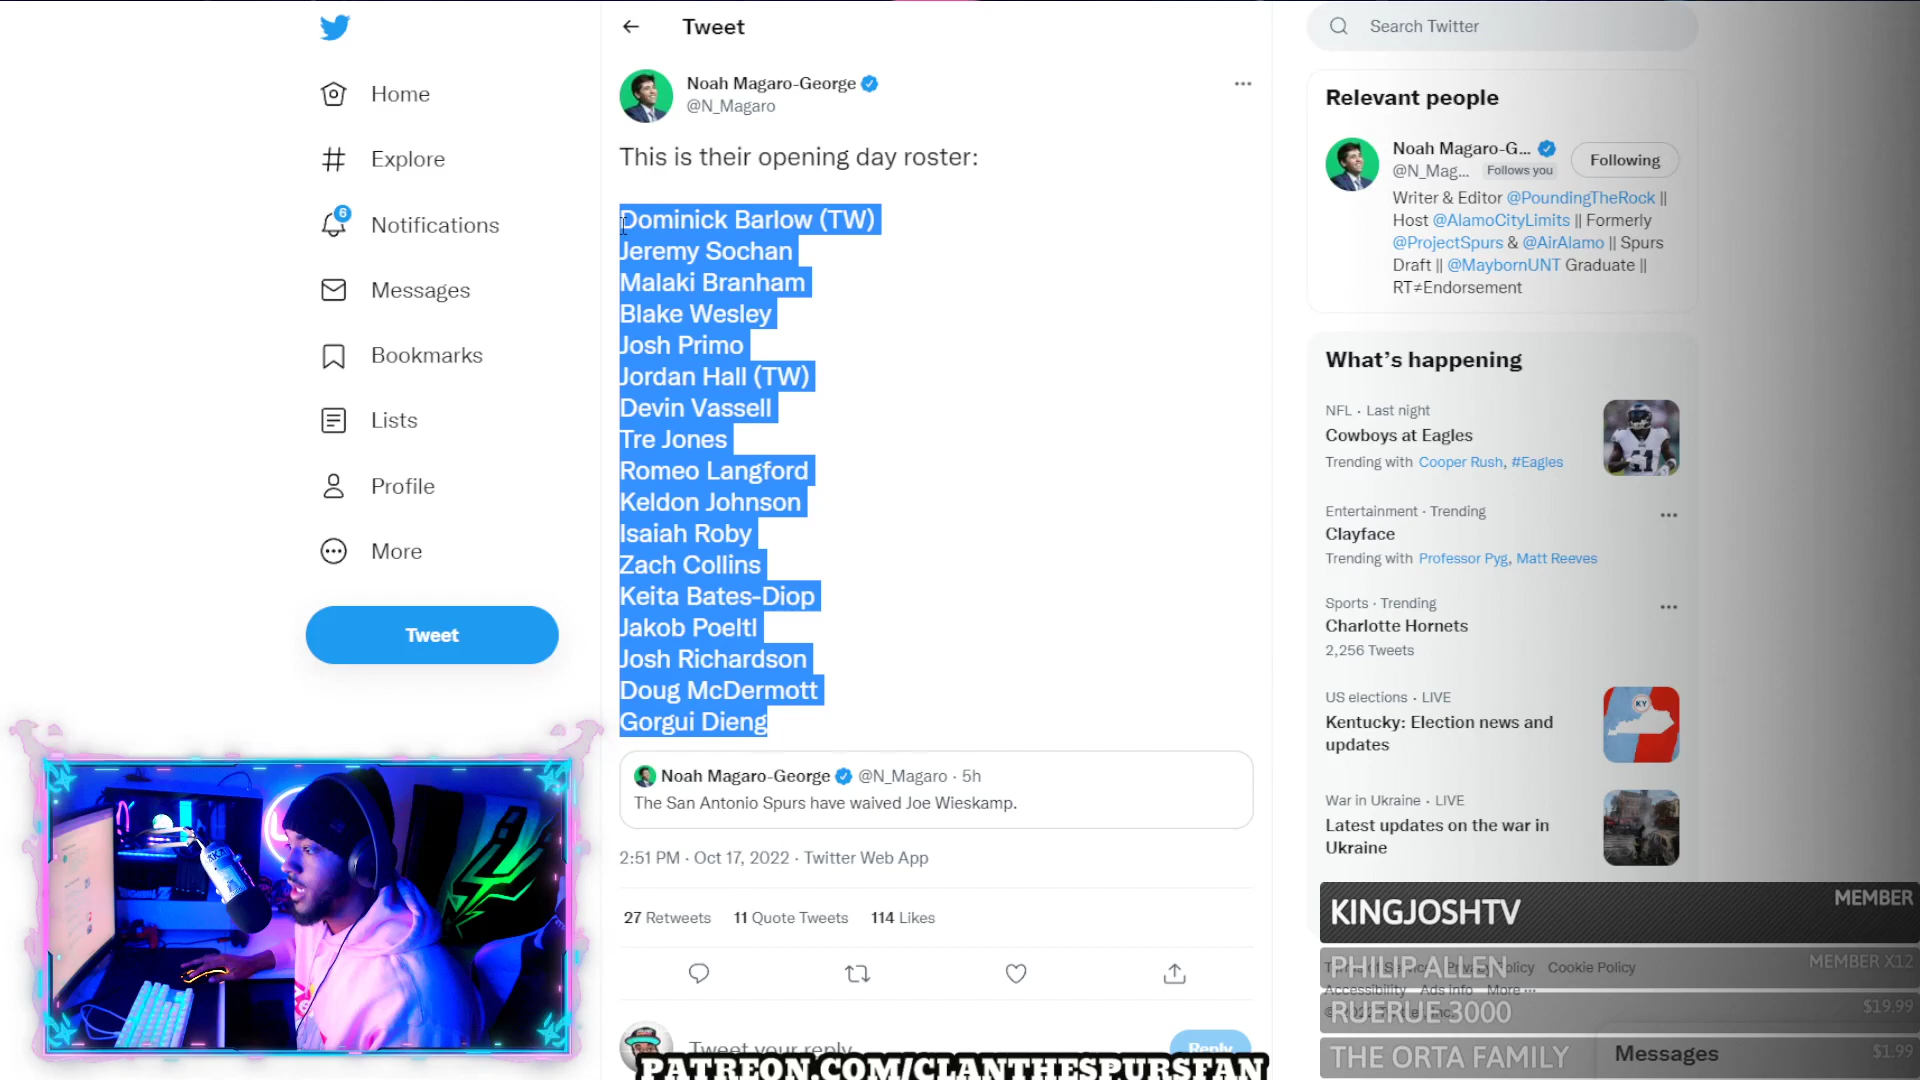 Home
Explore
6
Notifications
Messages
Bookmarks
Lists
Profile
More
Tweet
Tweet
Noah Magaro-George
@N_Magaro
This is their opening day roster:
Dominick Barlow (TW)
Jeremy Sochan
Malaki Branham
Blake Wesley
Josh Primo
Jordan Hall (TW)
Devin Vassell
Tre Jones
Romeo Langford
Keldon Johnson
Isaiah Roby
Zach Collins
Keita Bates-Diop
Jakob Poeltl
Josh Richardson
Doug McDermott
Gorgui Dieng
Noah Magaro-George @N_Magaro · 5h
The San Antonio Spurs have waived Joe Wieskamp.
2:51 PM · Oct 17, 2022 · Twitter Web App
27 Retweets 11 Quote Tweets 114 Likes
Tweet your reply
Reply
PATREON.COM/CLANTHESPURSFAN
Search Twitter
Relevant people
Noah Magaro-G...
@N_Mag... Follows you
Following
Writer & Editor @PoundingTheRock ||
Host @AlamoCityLimits || Formerly
@ProjectSpurs & @AirAlamo || Spurs
Draft || @MaybornUNT Graduate ||
RT≠Endorsement
What's happening
NFL · Last night
Cowboys at Eagles
Trending with Cooper Rush, #Eagles
Entertainment · Trending
Clayface
Trending with Professor Pyg, Matt Reeves
Sports · Trending
Charlotte Hornets
2,256 Tweets
US elections · LIVE
Kentucky: Election news and
updates
KY
War in Ukraine · LIVE
Latest updates on the war in
Ukraine
KINGJOSHTV MEMBER
PHILIP ALLEN MEMBER X12
Cookie Policy
Accessibility Ads info More ...
3000 $19.99
THE ORTA FAMILY $1.99
Messages